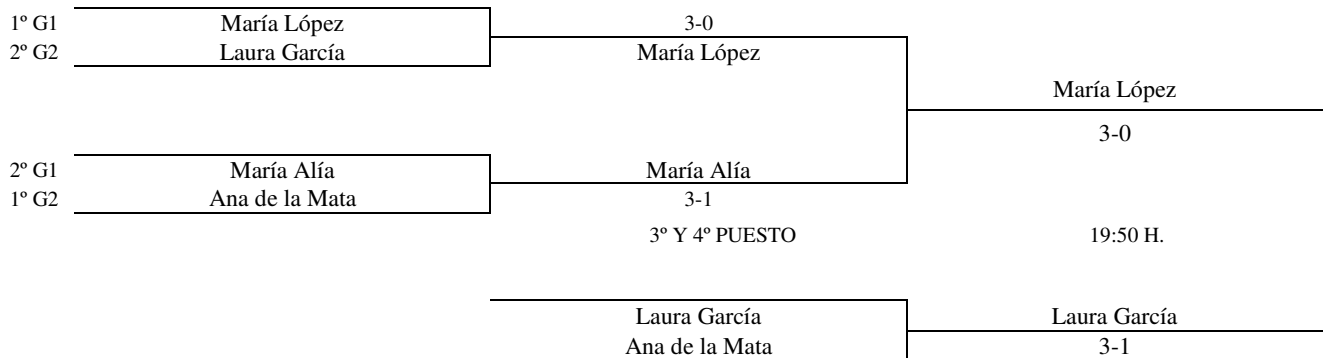 1º G1 María López 3-0
2º G2 Laura García María López
María López
3-0
2º G1 María Alía María Alía
1º G2 Ana de la Mata 3-1
3º Y 4º PUESTO 19:50 H.
Laura García Laura García
Ana de la Mata 3-1